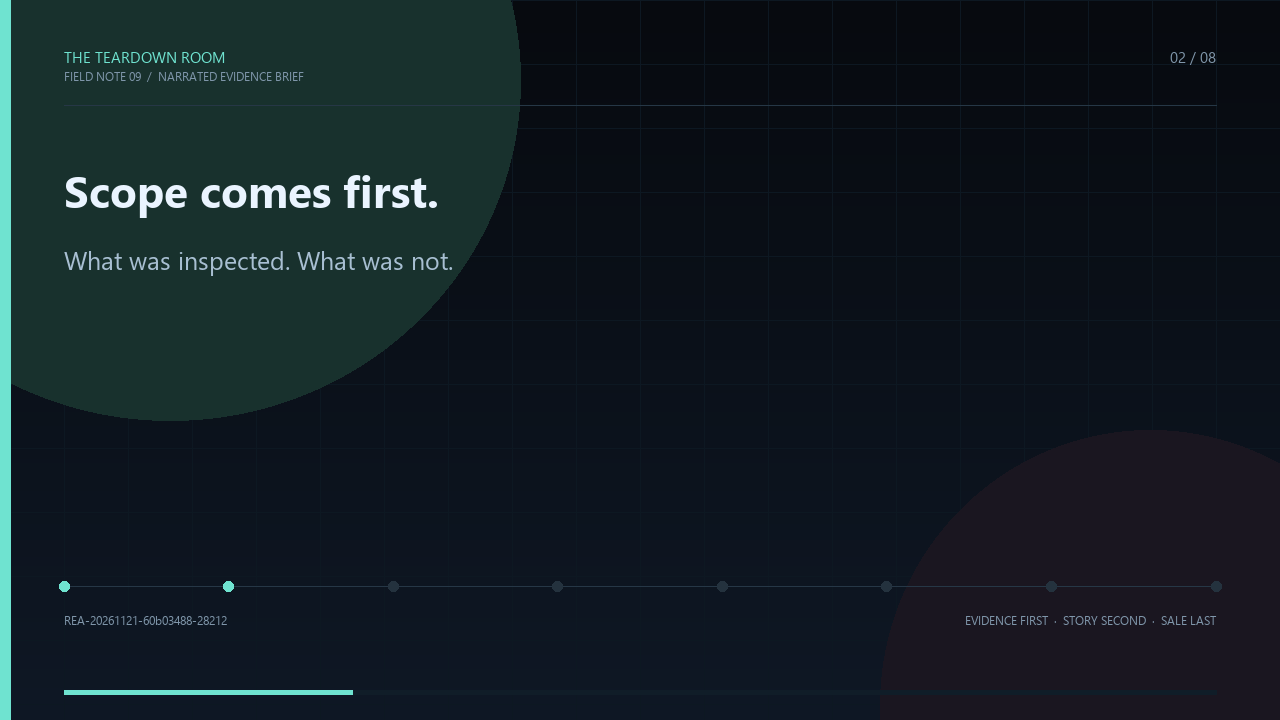 THE TEARDOWN ROOM
FIELD NOTE 09 / NARRATED EVIDENCE BRIEF
02 / 08
Scope comes first.
What was inspected. What was not.
REA-20261121-60b03488-28212
EVIDENCE FIRST · STORY SECOND · SALE LAST